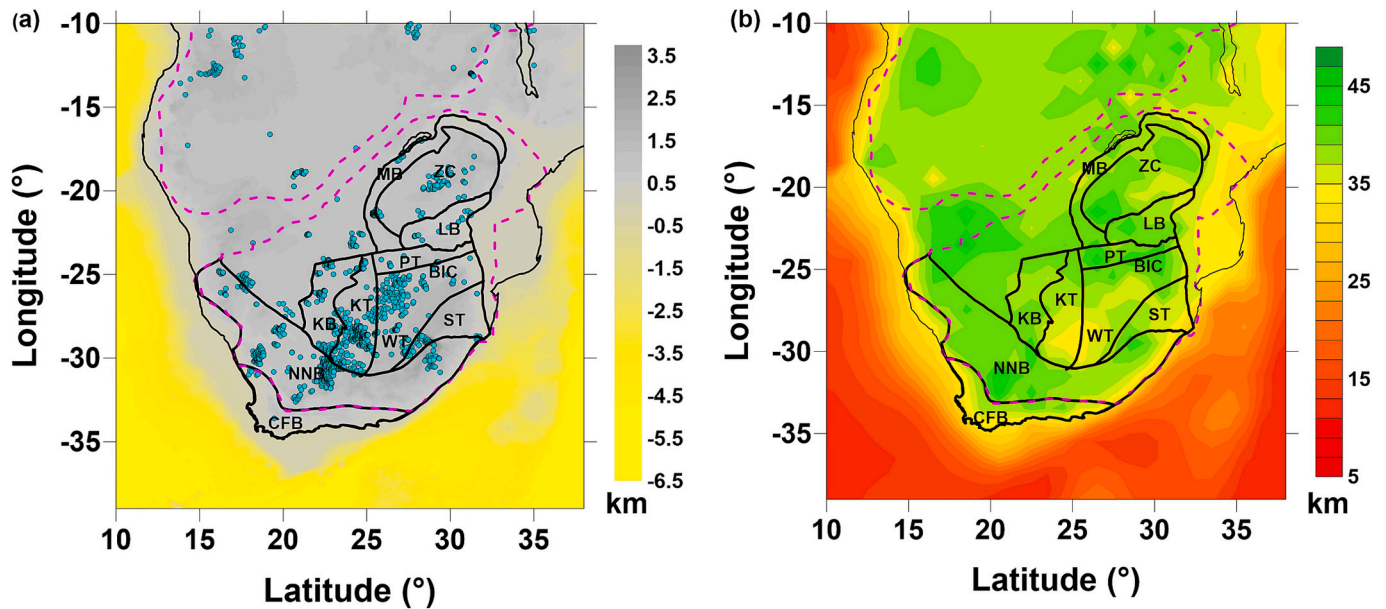 (a)
-10
-15
-20
-25
-30
-35
Longitude (°)
MB
ZC
LB
PT
BIC
KT
KB
ST
WT
NNB
CFB
10 15 20 25 30 35
Latitude (°)
3.5
2.5
1.5
0.5
-0.5
-1.5
-2.5
-3.5
-4.5
-5.5
-6.5
km
(b)
-10
-15
-20
-25
-30
-35
Longitude (°)
MB
ZC
LB
PT
BIC
KT
KB
ST
WT
NNB
CFB
10 15 20 25 30 35
Latitude (°)
45
35
25
15
5
km